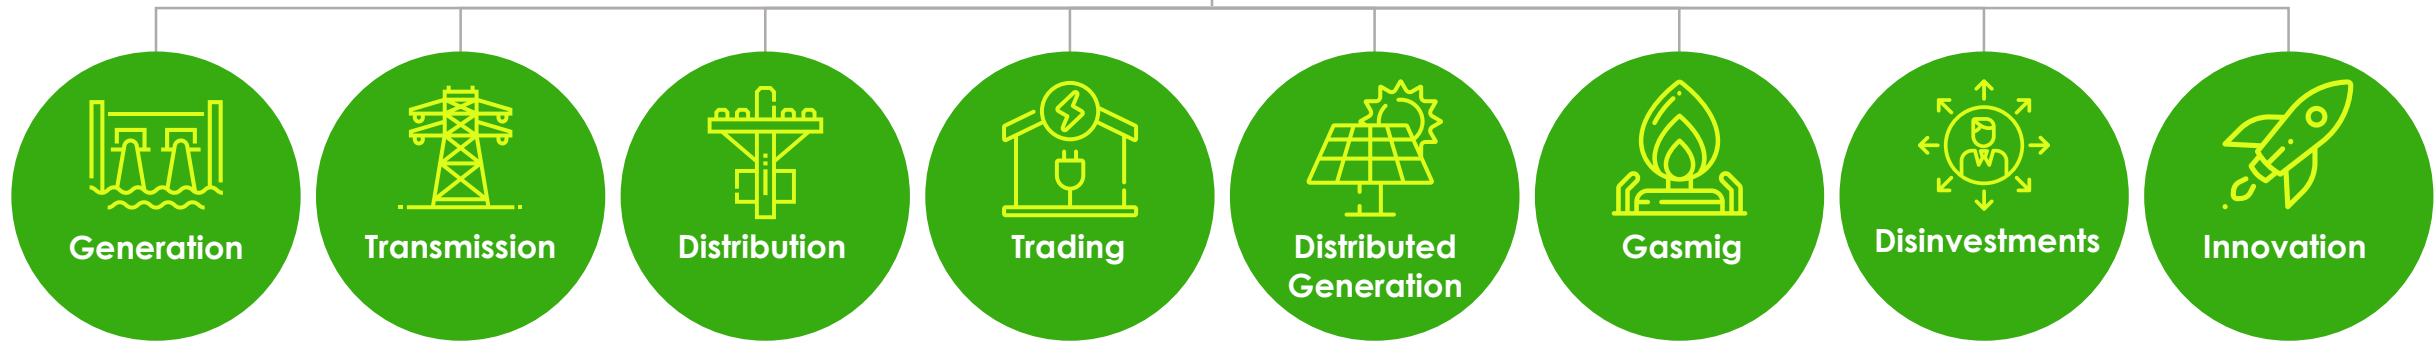 Generation
Transmission
Distribution
Trading
Distributed
Generation
Gasmig
Disinvestments
Innovation